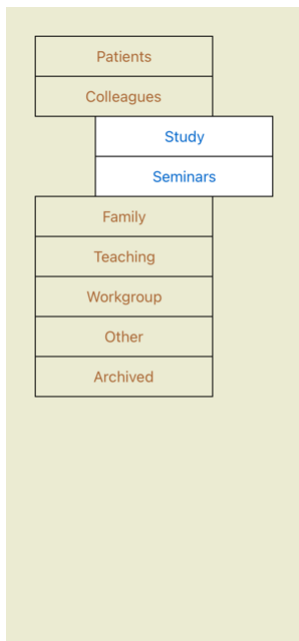 Patients
Colleagues
Study
Seminars
Family
Teaching
Workgroup
Other
Archived